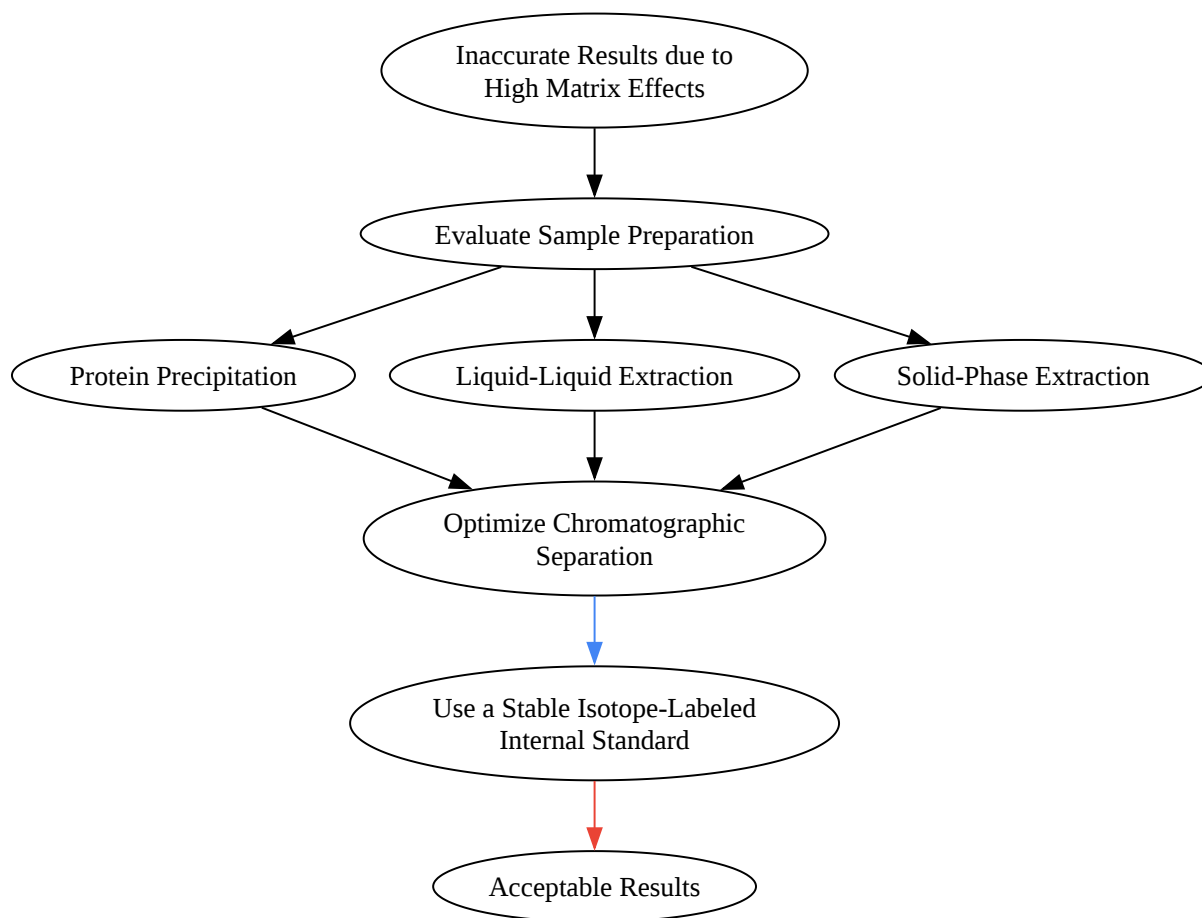 Inaccurate Results due to
High Matrix Effects
Evaluate Sample Preparation
Protein Precipitation
Liquid-Liquid Extraction
Solid-Phase Extraction
Optimize Chromatographic
Separation
Use a Stable Isotope-Labeled
Internal Standard
Acceptable Results